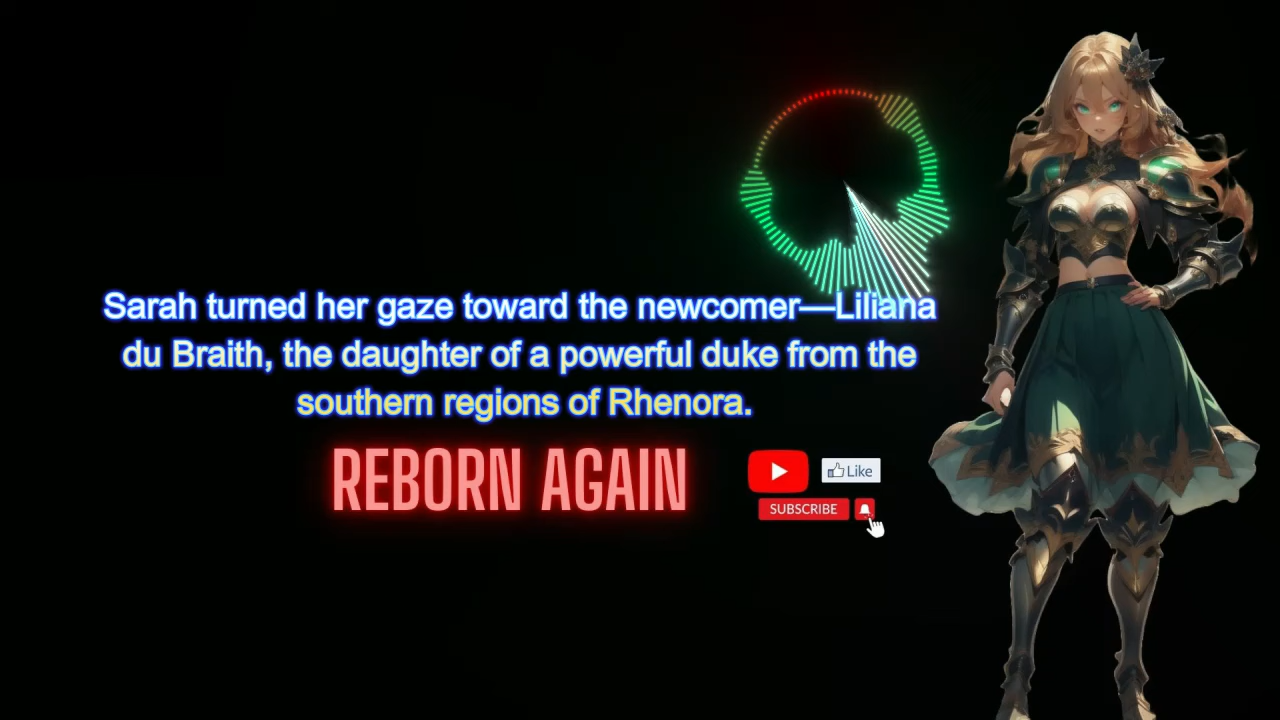 Sarah turned her gaze toward the newcomer—Liliana
du Braith, the daughter of a powerful duke from the
southern regions of Rhenora.
REBORN AGAIN
Like
SUBSCRIBE